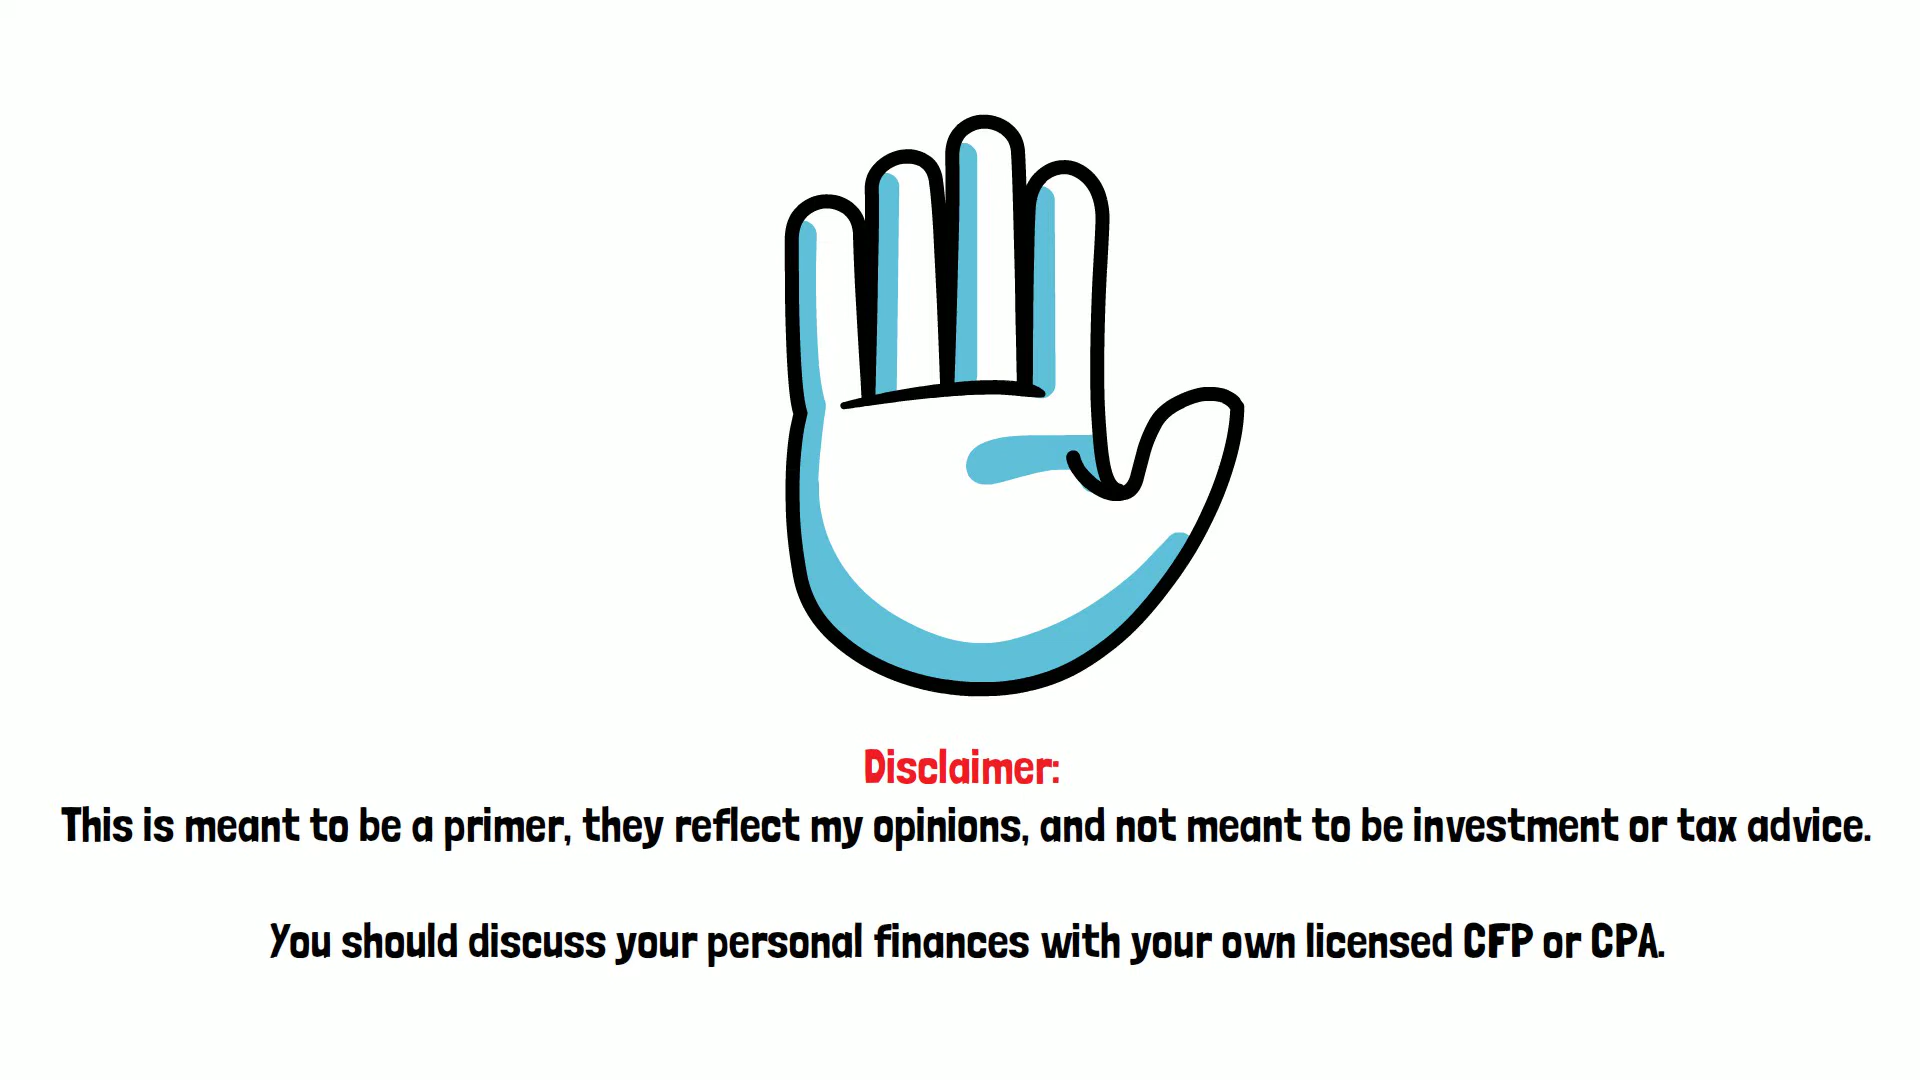 Disclaimer:
This is meant to be a primer, they reflect my opinions, and not meant to be investment or tax advice.
You should discuss your personal finances with your own licensed CFP or CPA.